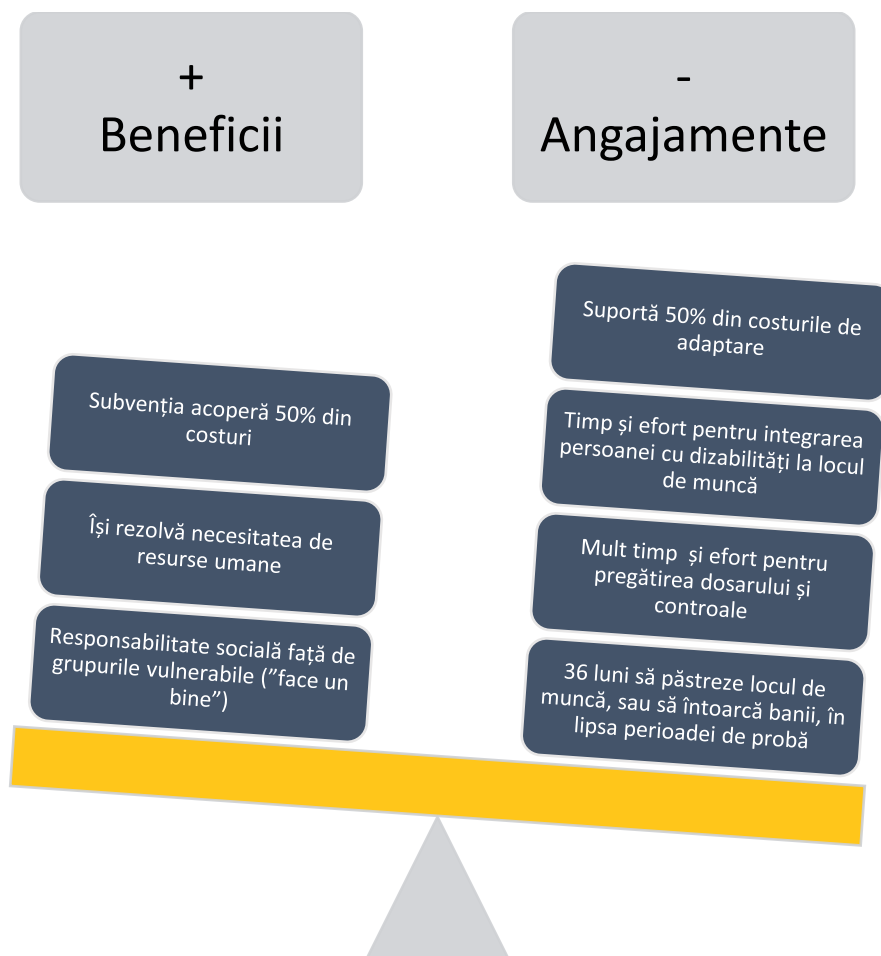 +
Beneficii
-
Angajamente
Subvenția acoperă 50% din
costuri
Își rezolvă necesitatea de
resurse umane
Responsabilitate socială față de
grupurile vulnerabile (”face un
bine”)
Suportă 50% din costurile de
adaptare
Timp și efort pentru integrarea
persoanei cu dizabilități la locul
de muncă
Mult timp  și efort pentru
pregătirea dosarului și
controale
36 luni să păstreze locul de
muncă, sau să întoarcă banii, în
lipsa perioadei de probă